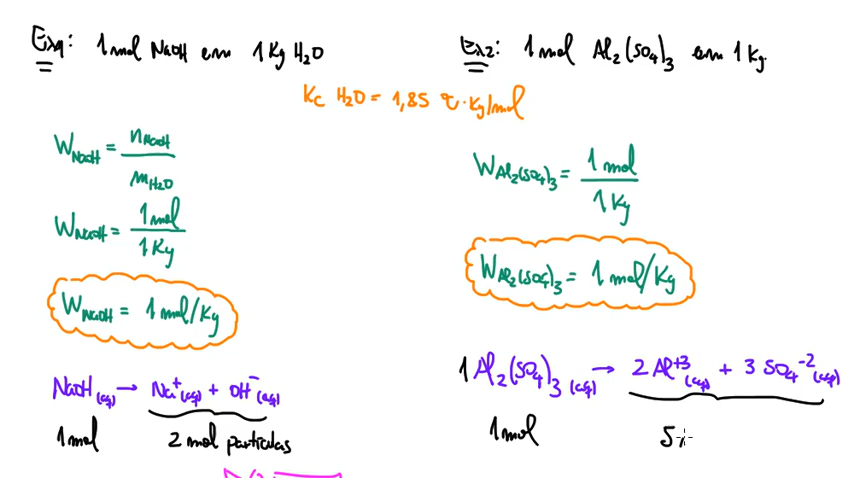 Ex1: 1 mol NaOH em 1 Kg H2O
Ex2: 1 mol Al2(SO4)3 em 1 Kg.
Kc H2O = 1,85 °C·Kg/mol
WNaOH = nNaOH / mH2O
WNaOH = 1 mol / 1 Kg
WNaOH = 1 mol/Kg
WAl2(SO4)3 = 1 mol / 1 Kg
WAl2(SO4)3 = 1 mol/Kg
NaOH(aq) → Na+(aq) + OH-(aq)
1 mol 2 mol partículas
1 Al2(SO4)3 (aq) → 2 Al+3(aq) + 3 SO4-2(aq)
1 mol 5